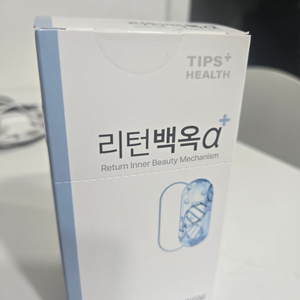 TIPS+
HEALTH
리턴백옥α+
Return Inner Beauty Mechanism